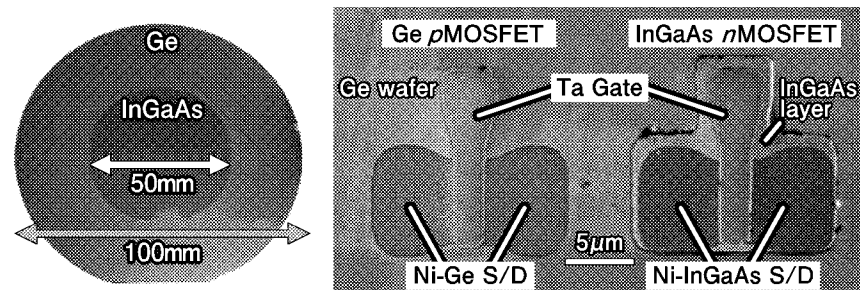 Ge
InGaAs
50mm
100mm
Ge pMOSFET
InGaAs nMOSFET
Ge wafer
Ta Gate
InGaAs
layer
5μm
Ni-Ge S/D
Ni-InGaAs S/D